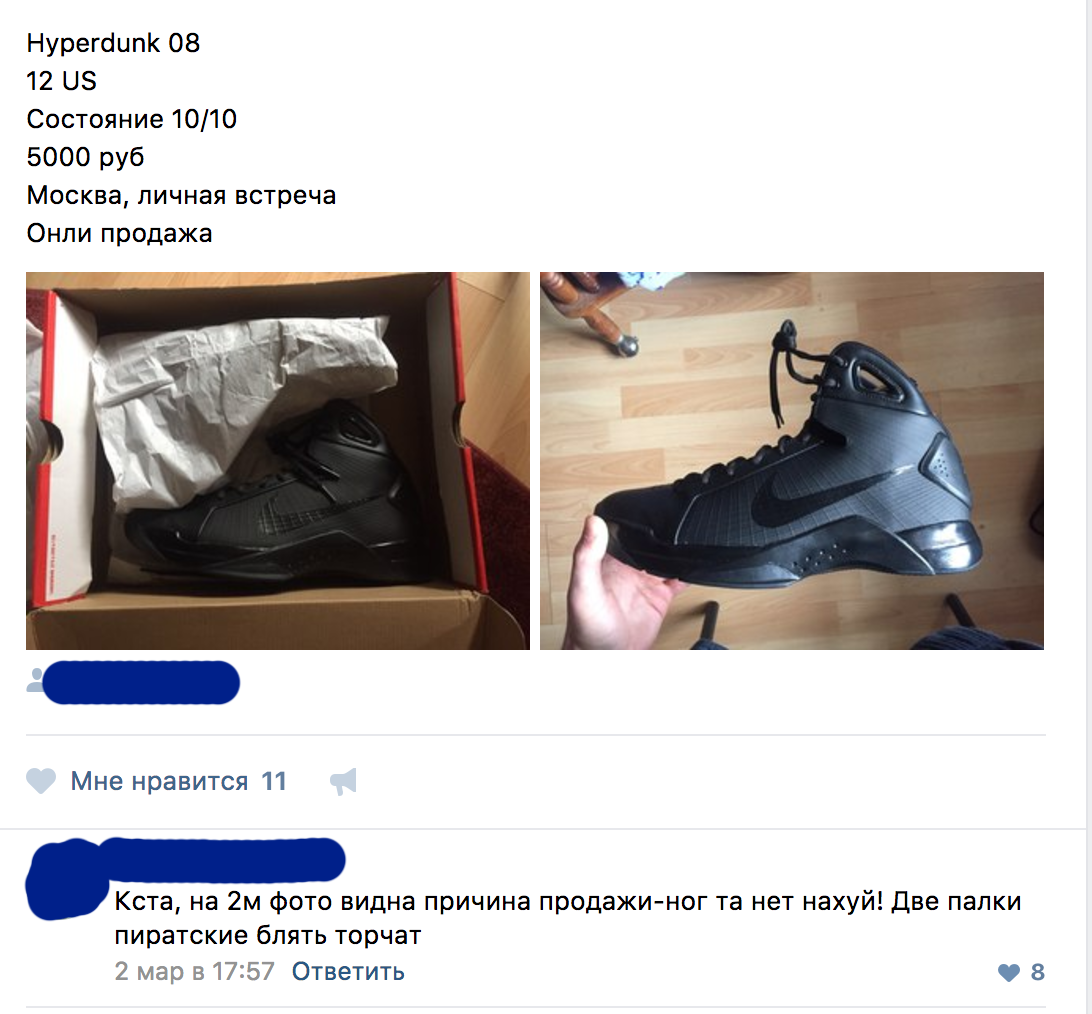 Hyperdunk 08
12 US
Состояние 10/10
5000 руб
Москва, личная встреча
Онли продажа
Мне нравится 11
Кста, на 2м фото видна причина продажи-ног та нет нахуй! Две палки
пиратские блять торчат
2 мар в 17:57 Ответить
8